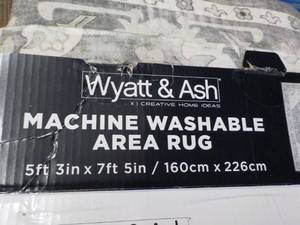 Wyatt & Ash
X | CREATIVE HOME IDEAS
MACHINE WASHABLE
AREA RUG
5ft 3in x 7ft 5in / 160cm x 226cm